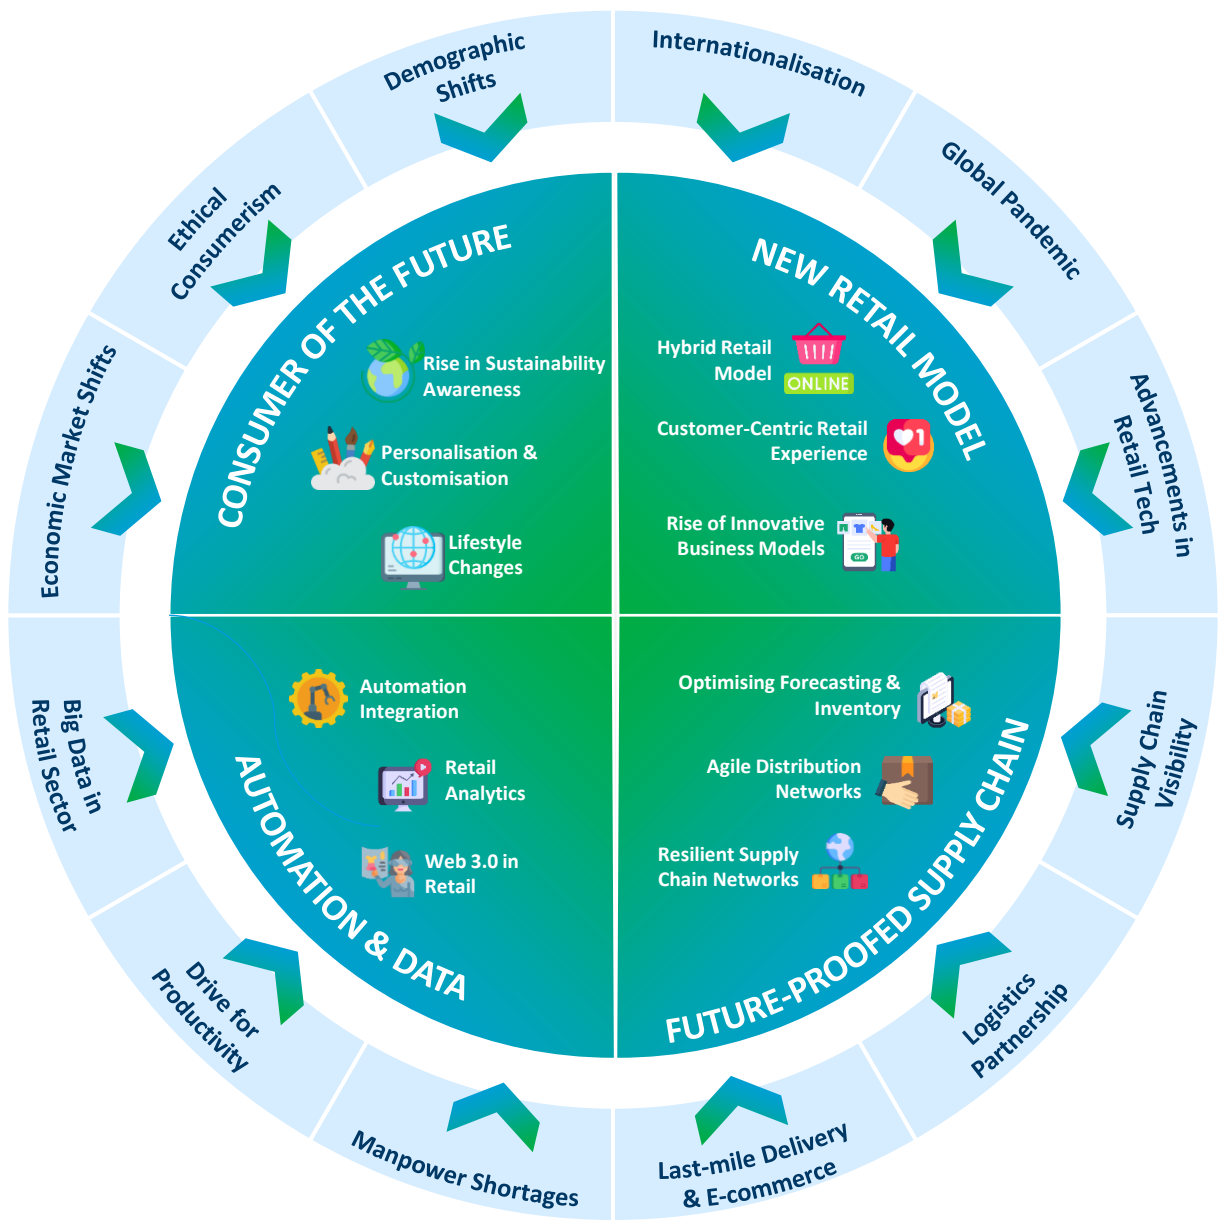 Demographic
Shifts
Internationalisation
Global Pandemic
Advancements in
Retail Tech
Supply Chain
Visibility
Logistics
Partnership
Last-mile Delivery
& E-commerce
Manpower Shortages
Drive for
Productivity
Big Data in
Retail Sector
Economic Market Shifts
Ethical
Consumerism
CONSUMER OF THE FUTURE
Rise in Sustainability
Awareness
Personalisation &
Customisation
Lifestyle
Changes
NEW RETAIL MODEL
Hybrid Retail
Model
ONLINE
Customer-Centric Retail
Experience
1
Rise of Innovative
Business Models
GO
AUTOMATION & DATA
Automation
Integration
Retail
Analytics
Web 3.0 in
Retail
FUTURE-PROOFED SUPPLY CHAIN
Optimising Forecasting &
Inventory
Agile Distribution
Networks
Resilient Supply
Chain Networks